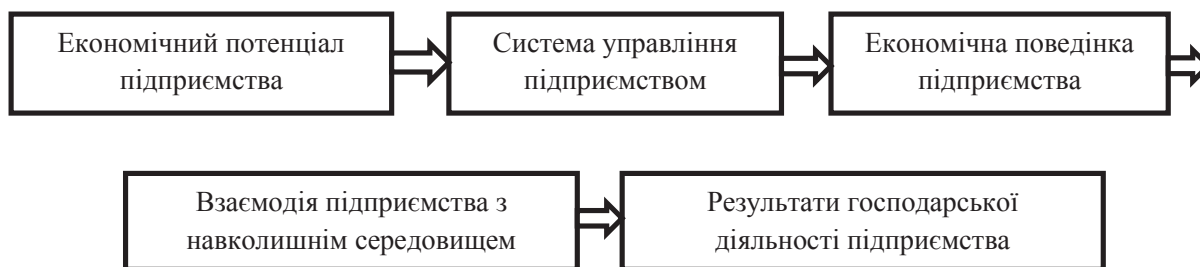 Економічний потенціал
підприємства
Система управління
підприємством
Економічна поведінка
підприємства
Взаємодія підприємства з
навколишнім середовищем
Результати господарської
діяльності підприємства